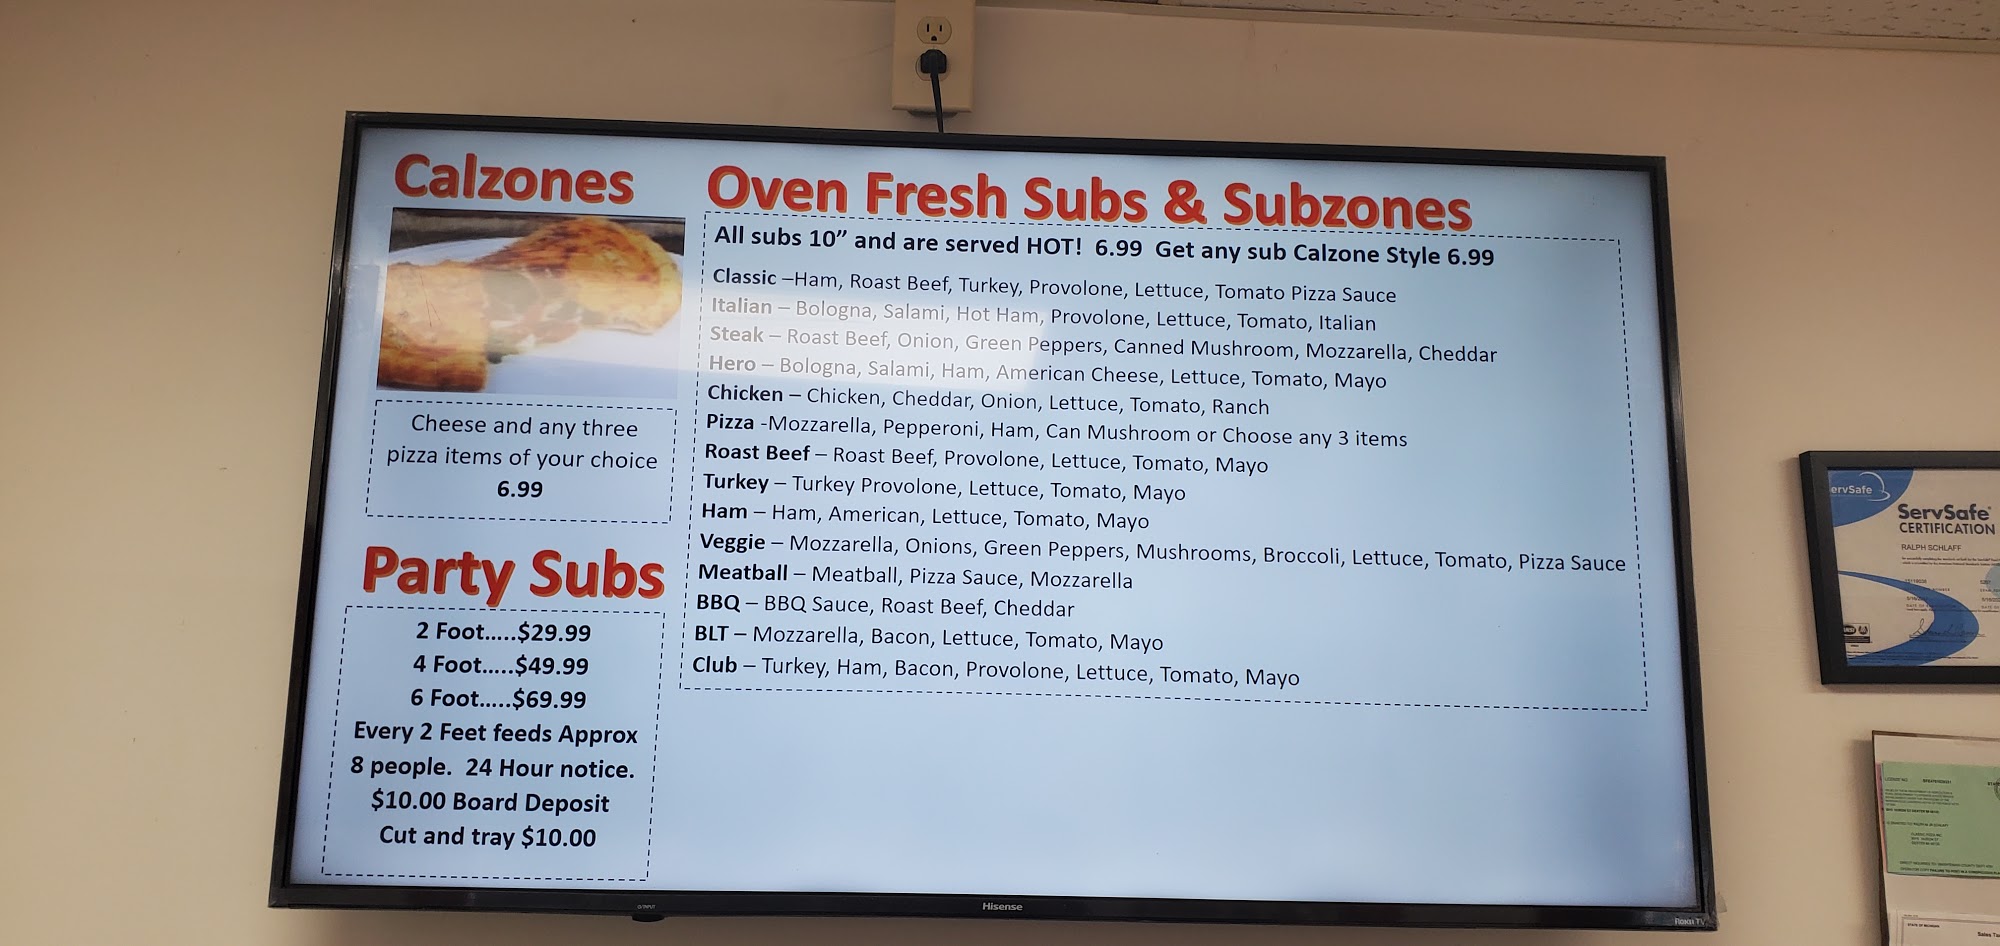 Calzones
Cheese and any three
pizza items of your choice
6.99
Party Subs
2 Foot.....$29.99
4 Foot.....$49.99
6 Foot.....$69.99
Every 2 Feet feeds Approx
8 people. 24 Hour notice.
$10.00 Board Deposit
Cut and tray $10.00
Oven Fresh Subs & Subzones
All subs 10” and are served HOT! 6.99 Get any sub Calzone Style 6.99
Classic –Ham, Roast Beef, Turkey, Provolone, Lettuce, Tomato Pizza Sauce
Italian – Bologna, Salami, Hot Ham, Provolone, Lettuce, Tomato, Italian
Steak – Roast Beef, Onion, Green Peppers, Canned Mushroom, Mozzarella, Cheddar
Hero – Bologna, Salami, Ham, American Cheese, Lettuce, Tomato, Mayo
Chicken – Chicken, Cheddar, Onion, Lettuce, Tomato, Ranch
Pizza -Mozzarella, Pepperoni, Ham, Can Mushroom or Choose any 3 items
Roast Beef – Roast Beef, Provolone, Lettuce, Tomato, Mayo
Turkey – Turkey Provolone, Lettuce, Tomato, Mayo
Ham – Ham, American, Lettuce, Tomato, Mayo
Veggie – Mozzarella, Onions, Green Peppers, Mushrooms, Broccoli, Lettuce, Tomato, Pizza Sauce
Meatball – Meatball, Pizza Sauce, Mozzarella
BBQ – BBQ Sauce, Roast Beef, Cheddar
BLT – Mozzarella, Bacon, Lettuce, Tomato, Mayo
Club – Turkey, Ham, Bacon, Provolone, Lettuce, Tomato, Mayo
Hisense
Roku TV
ervSafe
ServSafe®
CERTIFICATION
RALPH SCHLAFF